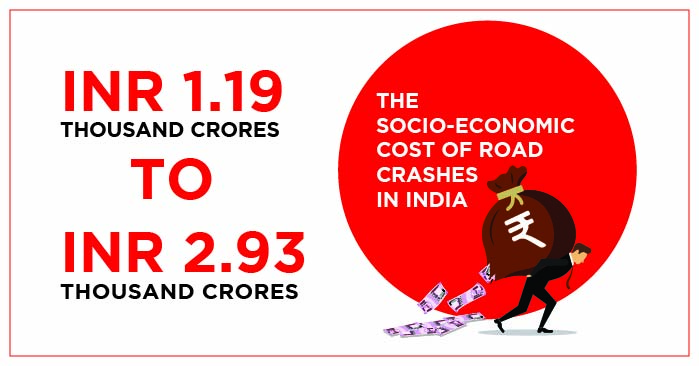 INR 1.19
THOUSAND CRORES
TO
INR 2.93
THOUSAND CRORES
THE
SOCIO-ECONOMIC
COST OF ROAD
CRASHES
IN INDIA
₹